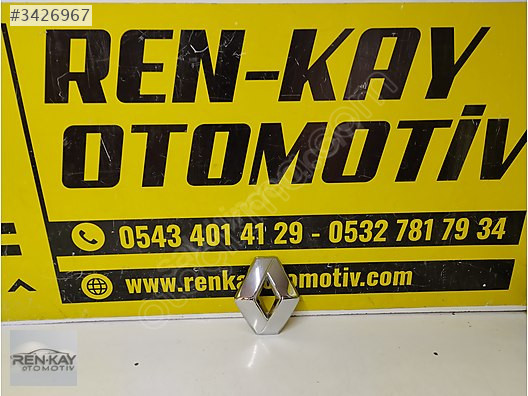 #3426967
REN-KAY
OTOMOTİV
0543 401 41 29 - 0532 781 79 34
www.renkayotomotiv.com
REN-KAY
OTOMOTİV